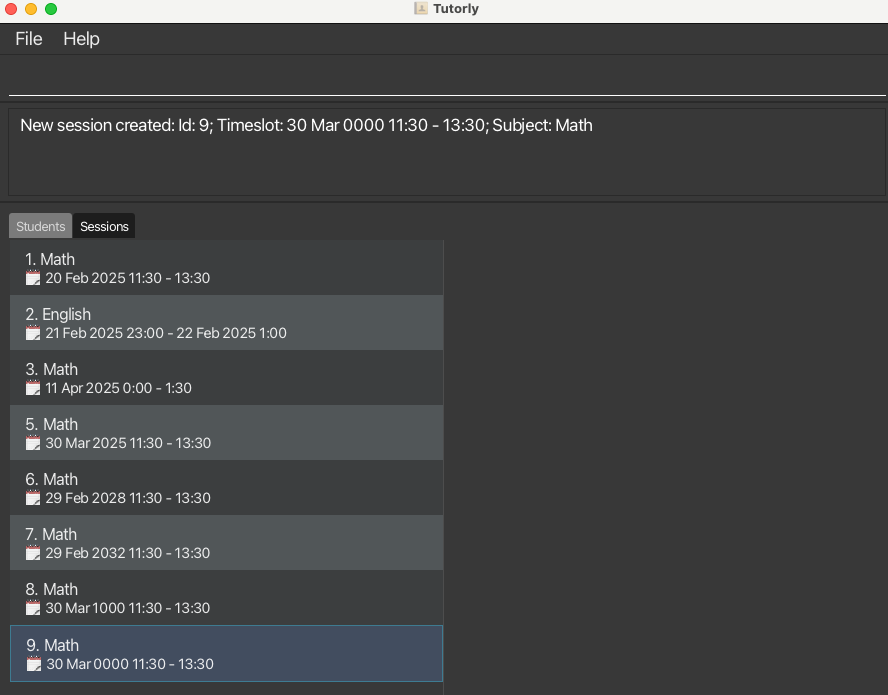 Tutorly
File Help
New session created: Id: 9; Timeslot: 30 Mar 0000 11:30 - 13:30; Subject: Math
Students Sessions
1. Math
20 Feb 2025 11:30 - 13:30
2. English
21 Feb 2025 23:00 - 22 Feb 2025 1:00
3. Math
11 Apr 2025 0:00 - 1:30
5. Math
30 Mar 2025 11:30 - 13:30
6. Math
29 Feb 2028 11:30 - 13:30
7. Math
29 Feb 2032 11:30 - 13:30
8. Math
30 Mar 1000 11:30 - 13:30
9. Math
30 Mar 0000 11:30 - 13:30